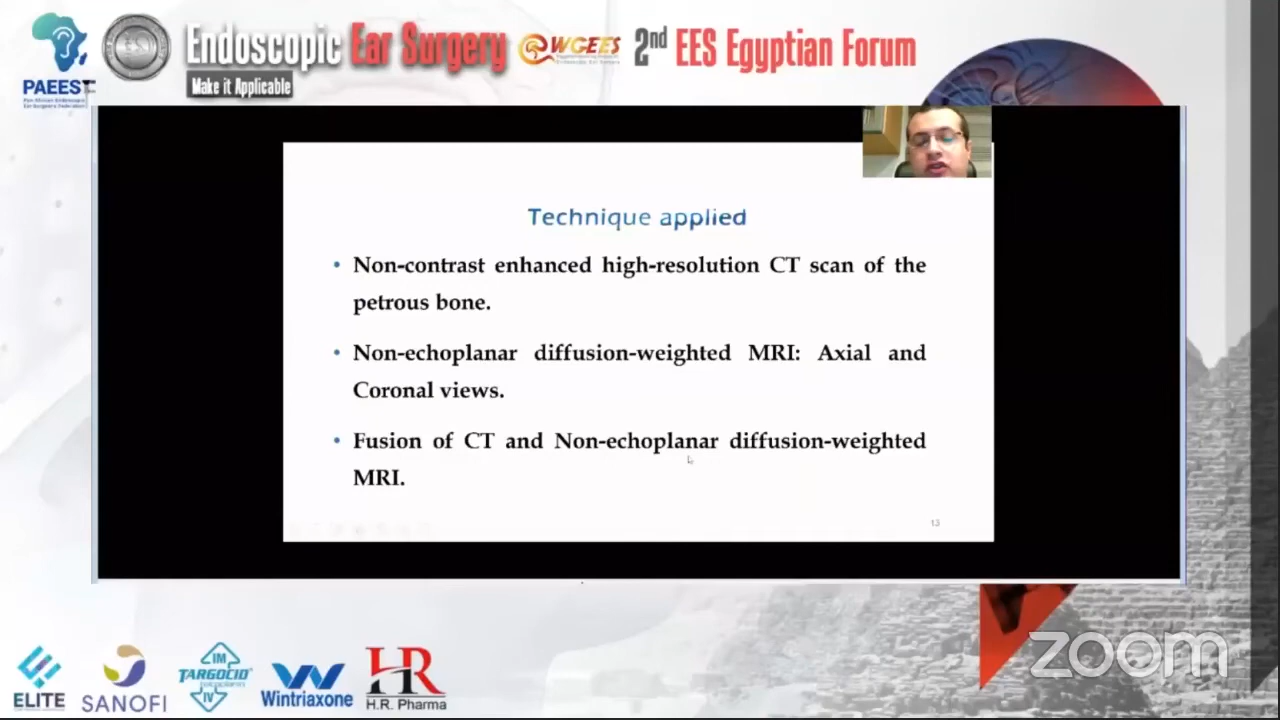 Endoscopic Ear Surgery
Make it Applicable
WGEES
2nd EES Egyptian Forum
PAEEST
Technique applied
• Non-contrast enhanced high-resolution CT scan of the
petrous bone.
• Non-echoplanar diffusion-weighted MRI: Axial and
Coronal views.
• Fusion of CT and Non-echoplanar diffusion-weighted
MRI.
13
ELITE
SANOFI
IM
TARGOCID
IV
Wintriaxone
HR
H.R. Pharma
zoom